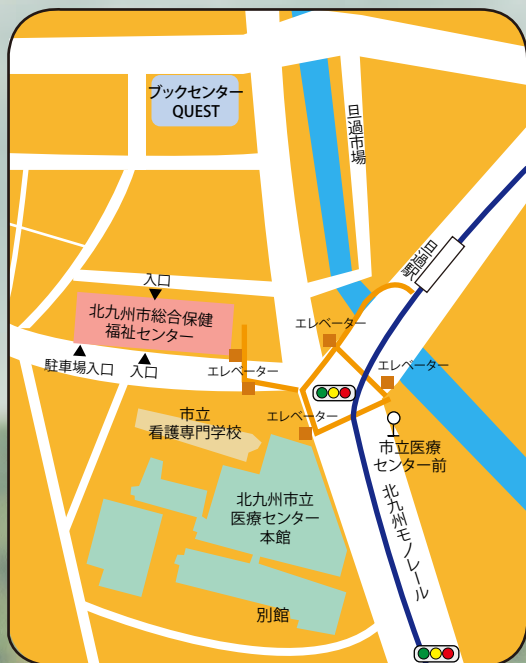 ブックセンター
QUEST
旦過市場
旦過駅
入口
北九州市総合保健
福祉センター
エレベーター
駐車場入口
入口
エレベーター
エレベーター
市立
看護専門学校
エレベーター
市立医療
センター前
北九州市立
医療センター
本館
北九州モノレール
別館